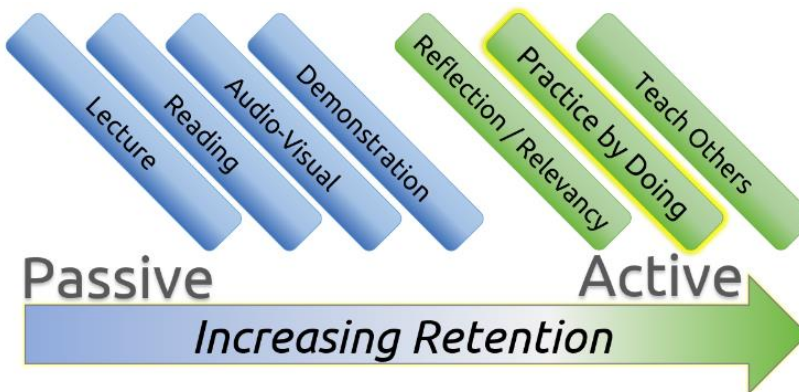 Lecture
Reading
Audio-Visual
Demonstration
Reflection / Relevancy
Practice by Doing
Teach Others
Passive
Active
Increasing Retention